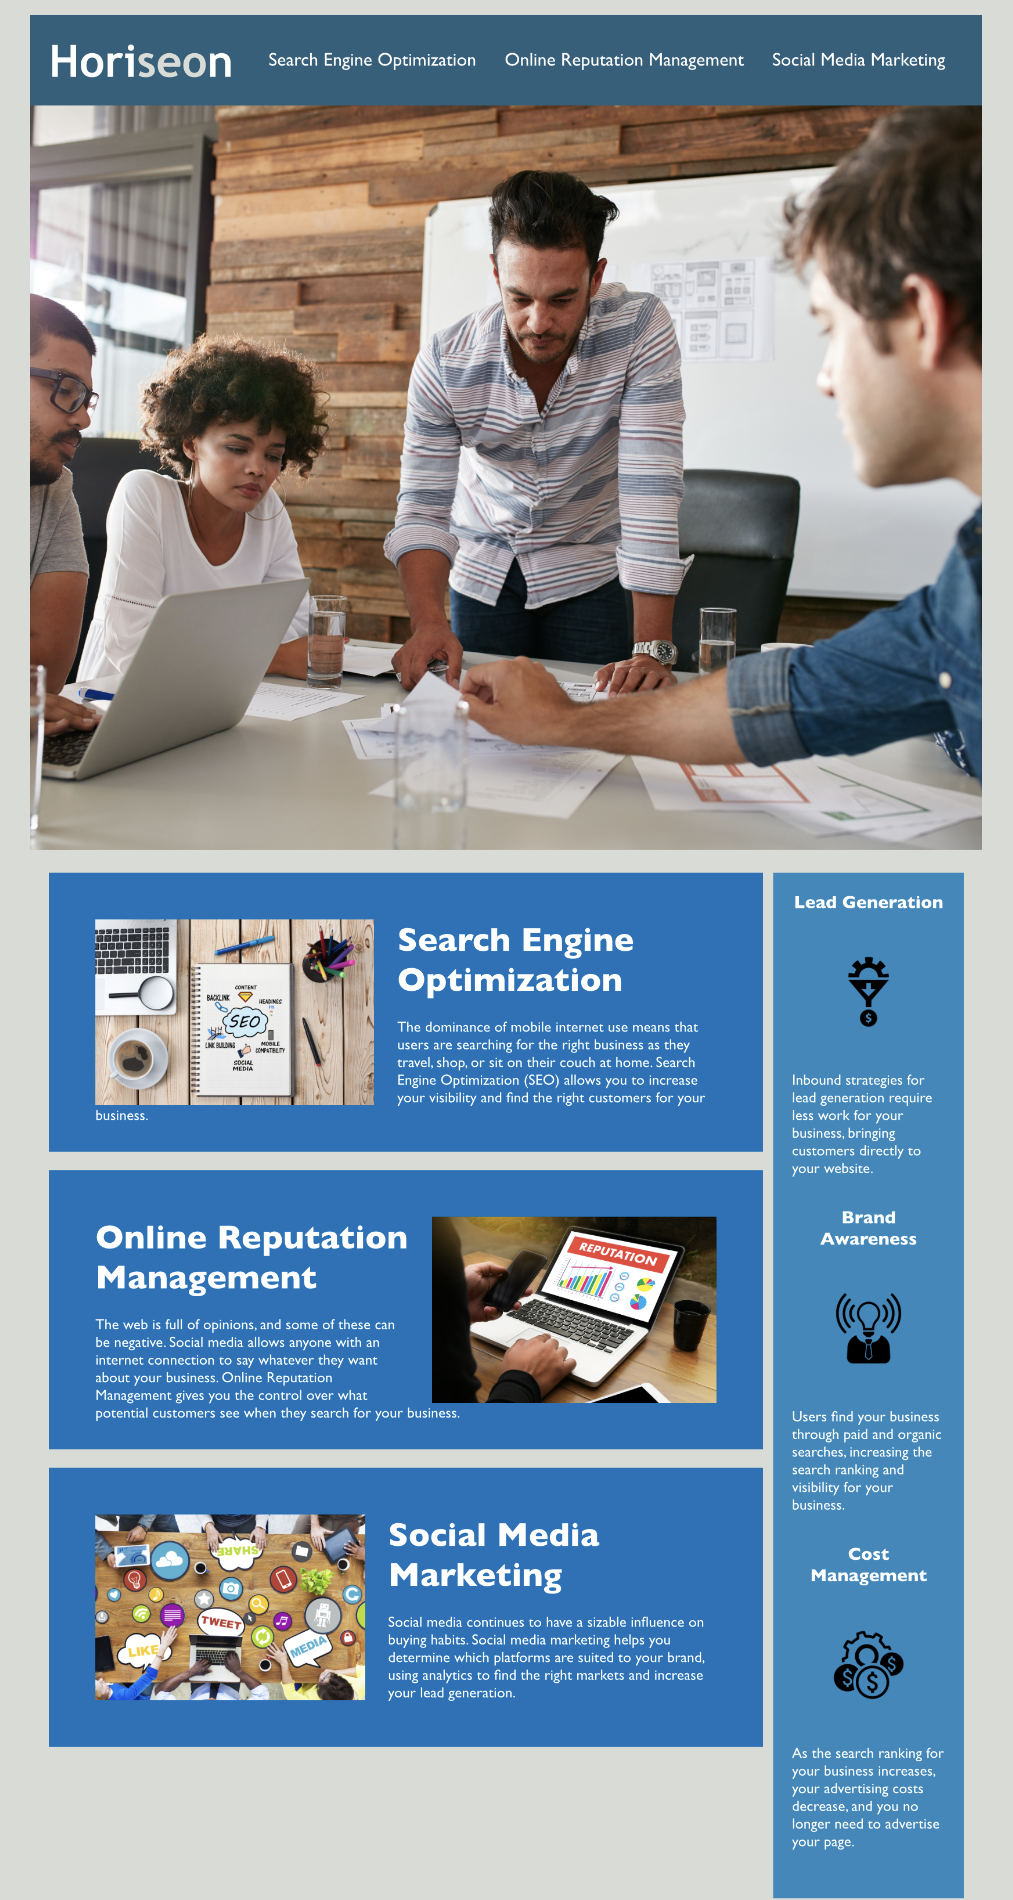 Horiseon
Search Engine Optimization
Online Reputation Management
Social Media Marketing
CONTENT
BACKLINK
HEADINGS
SEO
LINK BUILDING
MOBILE
COMPATIBILITY
SOCIAL
MEDIA
Search Engine
Optimization
The dominance of mobile internet use means that
users are searching for the right business as they
travel, shop, or sit on their couch at home. Search
Engine Optimization (SEO) allows you to increase
your visibility and find the right customers for your
business.
Online Reputation
Management
The web is full of opinions, and some of these can
be negative. Social media allows anyone with an
internet connection to say whatever they want
about your business. Online Reputation
Management gives you the control over what
potential customers see when they search for your business.
REPUTATION
SHARE
TWEET
LIKE
MEDIA
Social Media
Marketing
Social media continues to have a sizable influence on
buying habits. Social media marketing helps you
determine which platforms are suited to your brand,
using analytics to find the right markets and increase
your lead generation.
Lead Generation
$
Inbound strategies for
lead generation require
less work for your
business, bringing
customers directly to
your website.
Brand
Awareness
Users find your business
through paid and organic
searches, increasing the
search ranking and
visibility for your
business.
Cost
Management
$ $ $
As the search ranking for
your business increases,
your advertising costs
decrease, and you no
longer need to advertise
your page.